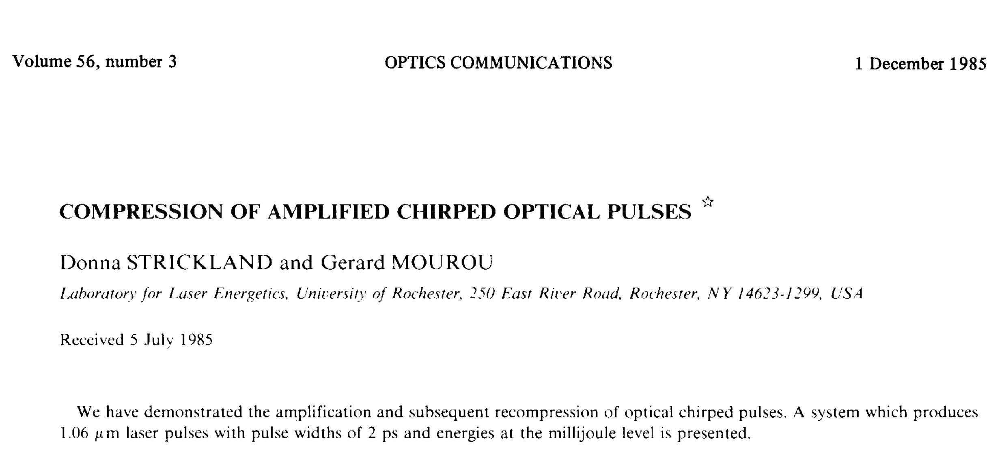 Volume 56, number 3 OPTICS COMMUNICATIONS 1 December 1985
COMPRESSION OF AMPLIFIED CHIRPED OPTICAL PULSES ☆
Donna STRICKLAND and Gerard MOUROU
Laboratory for Laser Energetics, University of Rochester, 250 East River Road, Rochester, NY 14623-1299, USA
Received 5 July 1985
We have demonstrated the amplification and subsequent recompression of optical chirped pulses. A system which produces
1.06 μm laser pulses with pulse widths of 2 ps and energies at the millijoule level is presented.